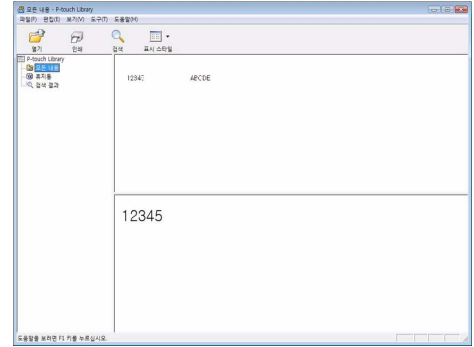 모든 내용 - P-touch Library
파일(F) 편집(E) 보기(V) 도구(T) 도움말(H)
열기 인쇄 검색 표시 스타일
P-touch Library
모든 내용
휴지통
검색 결과
12345 ABCDE
12345
도움말을 보려면 F1 키를 누르십시오.